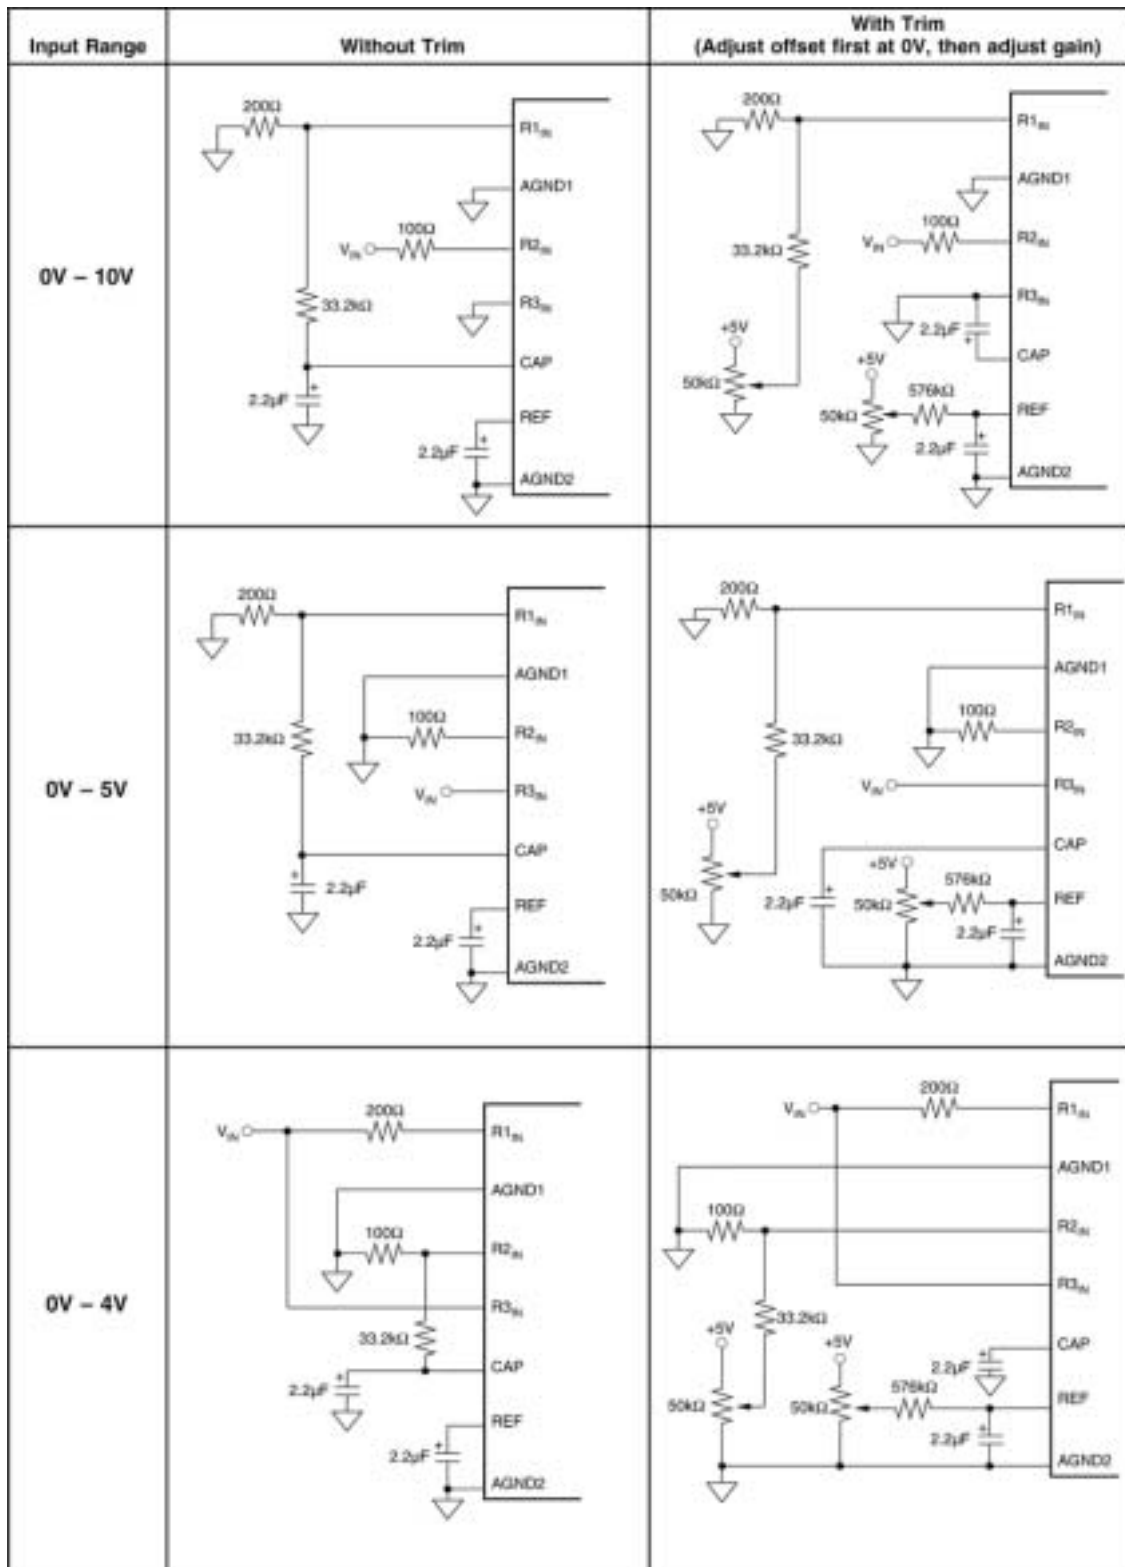 Input Range
Without Trim
With Trim
(Adjust offset first at 0V, then adjust gain)
0V – 10V
200Ω
R1IN
AGND1
100Ω
VIN
R2IN
33.2kΩ
R3IN
CAP
+
2.2µF
REF
+
2.2µF
AGND2
200Ω
R1IN
AGND1
100Ω
VIN
R2IN
33.2kΩ
R3IN
2.2µF
+
CAP
+5V
50kΩ
+5V
576kΩ
50kΩ
REF
+
2.2µF
AGND2
0V – 5V
200Ω
R1IN
AGND1
100Ω
33.2kΩ
R2IN
VIN
R3IN
CAP
+
2.2µF
REF
+
2.2µF
AGND2
200Ω
R1IN
AGND1
100Ω
R2IN
33.2kΩ
VIN
R3IN
+5V
CAP
50kΩ
+
2.2µF
+5V
576kΩ
50kΩ
REF
+
2.2µF
AGND2
0V – 4V
200Ω
VIN
R1IN
AGND1
100Ω
R2IN
R3IN
33.2kΩ
CAP
+
2.2µF
REF
+
2.2µF
AGND2
200Ω
VIN
R1IN
AGND1
100Ω
R2IN
R3IN
33.2kΩ
+5V
+5V
CAP
+
2.2µF
576kΩ
50kΩ
50kΩ
REF
+
2.2µF
AGND2